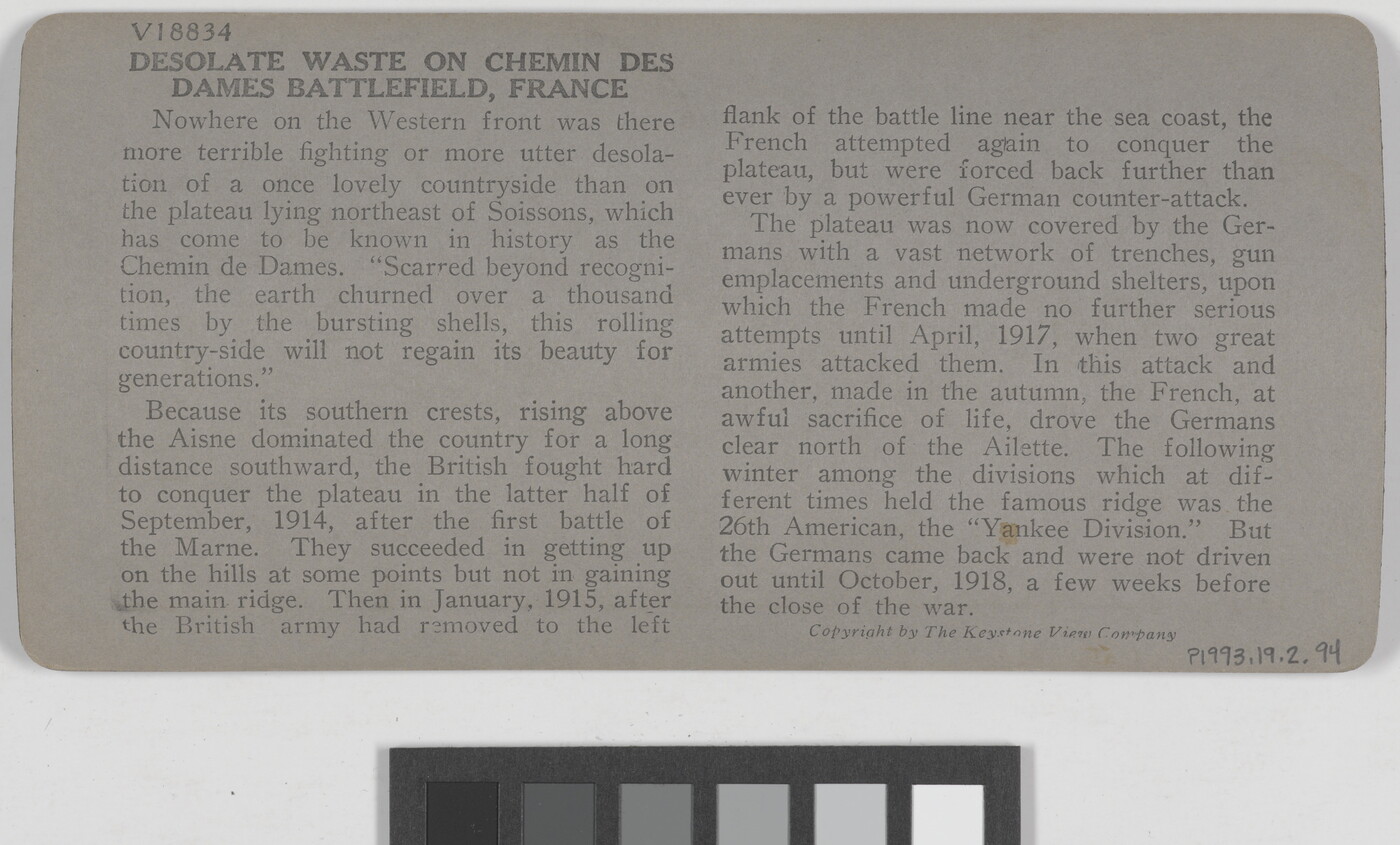 V18834
DESOLATE WASTE ON CHEMIN DES
DAMES BATTLEFIELD, FRANCE
Nowhere on the Western front was there
more terrible fighting or more utter desola-
tion of a once lovely countryside than on
the plateau lying northeast of Soissons, which
has come to be known in history as the
Chemin de Dames. “Scarred beyond recogni-
tion, the earth churned over a thousand
times by the bursting shells, this rolling
country-side will not regain its beauty for
generations.”
Because its southern crests, rising above
the Aisne dominated the country for a long
distance southward, the British fought hard
to conquer the plateau in the latter half of
September, 1914, after the first battle of
the Marne. They succeeded in getting up
on the hills at some points but not in gaining
the main ridge. Then in January, 1915, after
the British army had removed to the left
flank of the battle line near the sea coast, the
French attempted again to conquer the
plateau, but were forced back further than
ever by a powerful German counter-attack.
The plateau was now covered by the Ger-
mans with a vast network of trenches, gun
emplacements and underground shelters, upon
which the French made no further serious
attempts until April, 1917, when two great
armies attacked them. In this attack and
another, made in the autumn, the French, at
awful sacrifice of life, drove the Germans
clear north of the Ailette. The following
winter among the divisions which at dif-
ferent times held the famous ridge was the
26th American, the “Yankee Division.” But
the Germans came back and were not driven
out until October, 1918, a few weeks before
the close of the war.
Copyright by The Keystone View Company
P1993.19.2.94